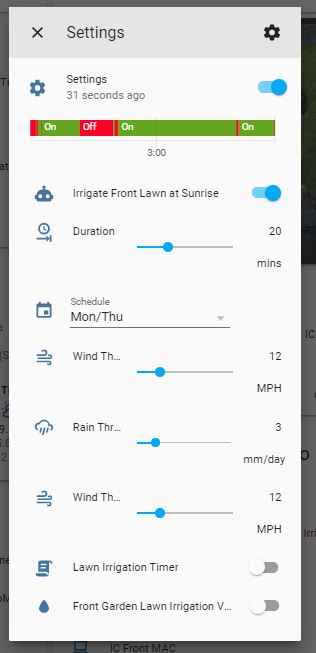 Settings
Settings
31 seconds ago
On
Off
On
On
3:00
Irrigate Front Lawn at Sunrise
Duration
20
mins
Schedule
Mon/Thu
Wind Th...
12
MPH
Rain Thr...
3
mm/day
Wind Th...
12
MPH
Lawn Irrigation Timer
Front Garden Lawn Irrigation V...
IC Front MAC